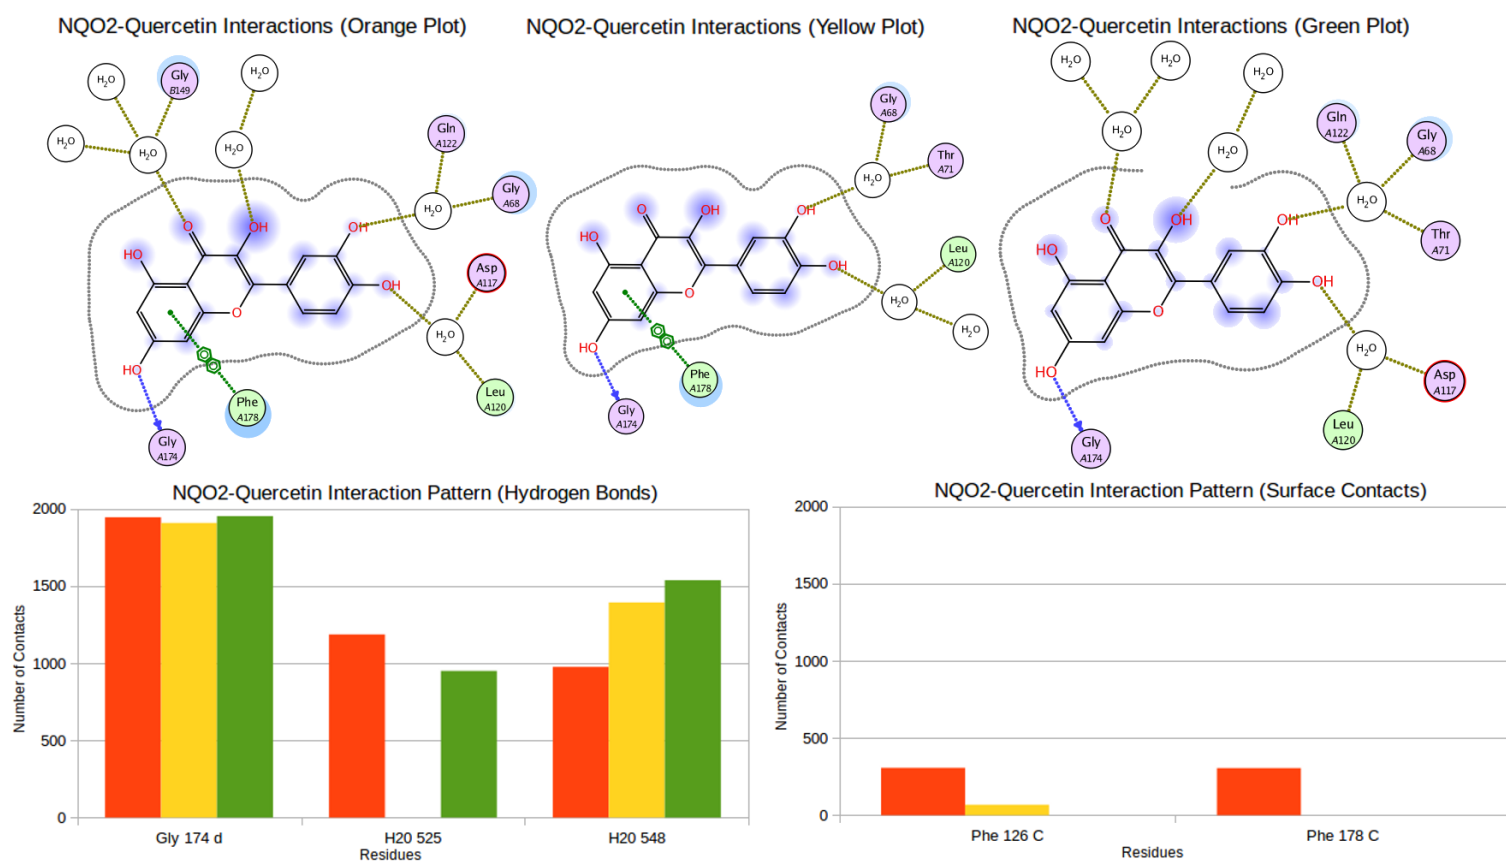 NQO2-Quercetin Interactions (Orange Plot)
H₂O
H₂O
Gly
B149
H₂O
H₂O
H₂O
Gln
A122
H₂O
Gly
A68
O
OH
OH
HO
OH
O
Asp
A117
H₂O
HO
Phe
A178
Leu
A120
Gly
A174
NQO2-Quercetin Interactions (Yellow Plot)
Gly
A68
Thr
A71
H₂O
O
OH
OH
HO
OH
O
Leu
A120
H₂O
H₂O
HO
Phe
A178
Gly
A174
NQO2-Quercetin Interactions (Green Plot)
H₂O
H₂O
H₂O
H₂O
H₂O
Gln
A122
Gly
A68
H₂O
Thr
A71
O
OH
OH
HO
OH
O
H₂O
Asp
A117
HO
Leu
A120
Gly
A174
NQO2-Quercetin Interaction Pattern (Hydrogen Bonds)
Number of Contacts
2000
1500
1000
500
0
Gly 174 d
H20 525
H20 548
Residues
NQO2-Quercetin Interaction Pattern (Surface Contacts)
Number of Contacts
2000
1500
1000
500
0
Phe 126 C
Phe 178 C
Residues